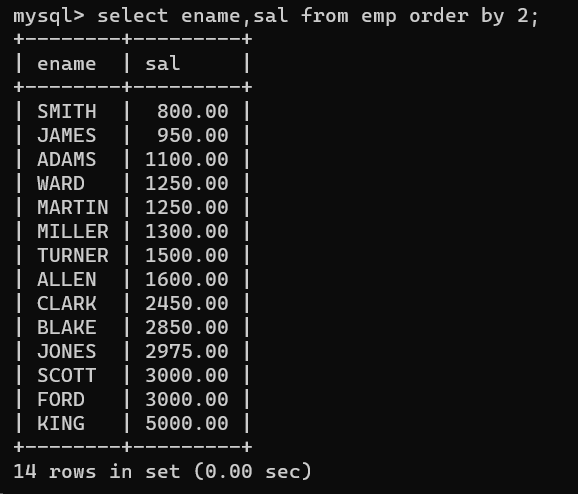 mysql> select ename,sal from emp order by 2;
+--------+---------+
| ename  | sal     |
+--------+---------+
| SMITH  |  800.00 |
| JAMES  |  950.00 |
| ADAMS  | 1100.00 |
| WARD   | 1250.00 |
| MARTIN | 1250.00 |
| MILLER | 1300.00 |
| TURNER | 1500.00 |
| ALLEN  | 1600.00 |
| CLARK  | 2450.00 |
| BLAKE  | 2850.00 |
| JONES  | 2975.00 |
| SCOTT  | 3000.00 |
| FORD   | 3000.00 |
| KING   | 5000.00 |
+--------+---------+
14 rows in set (0.00 sec)